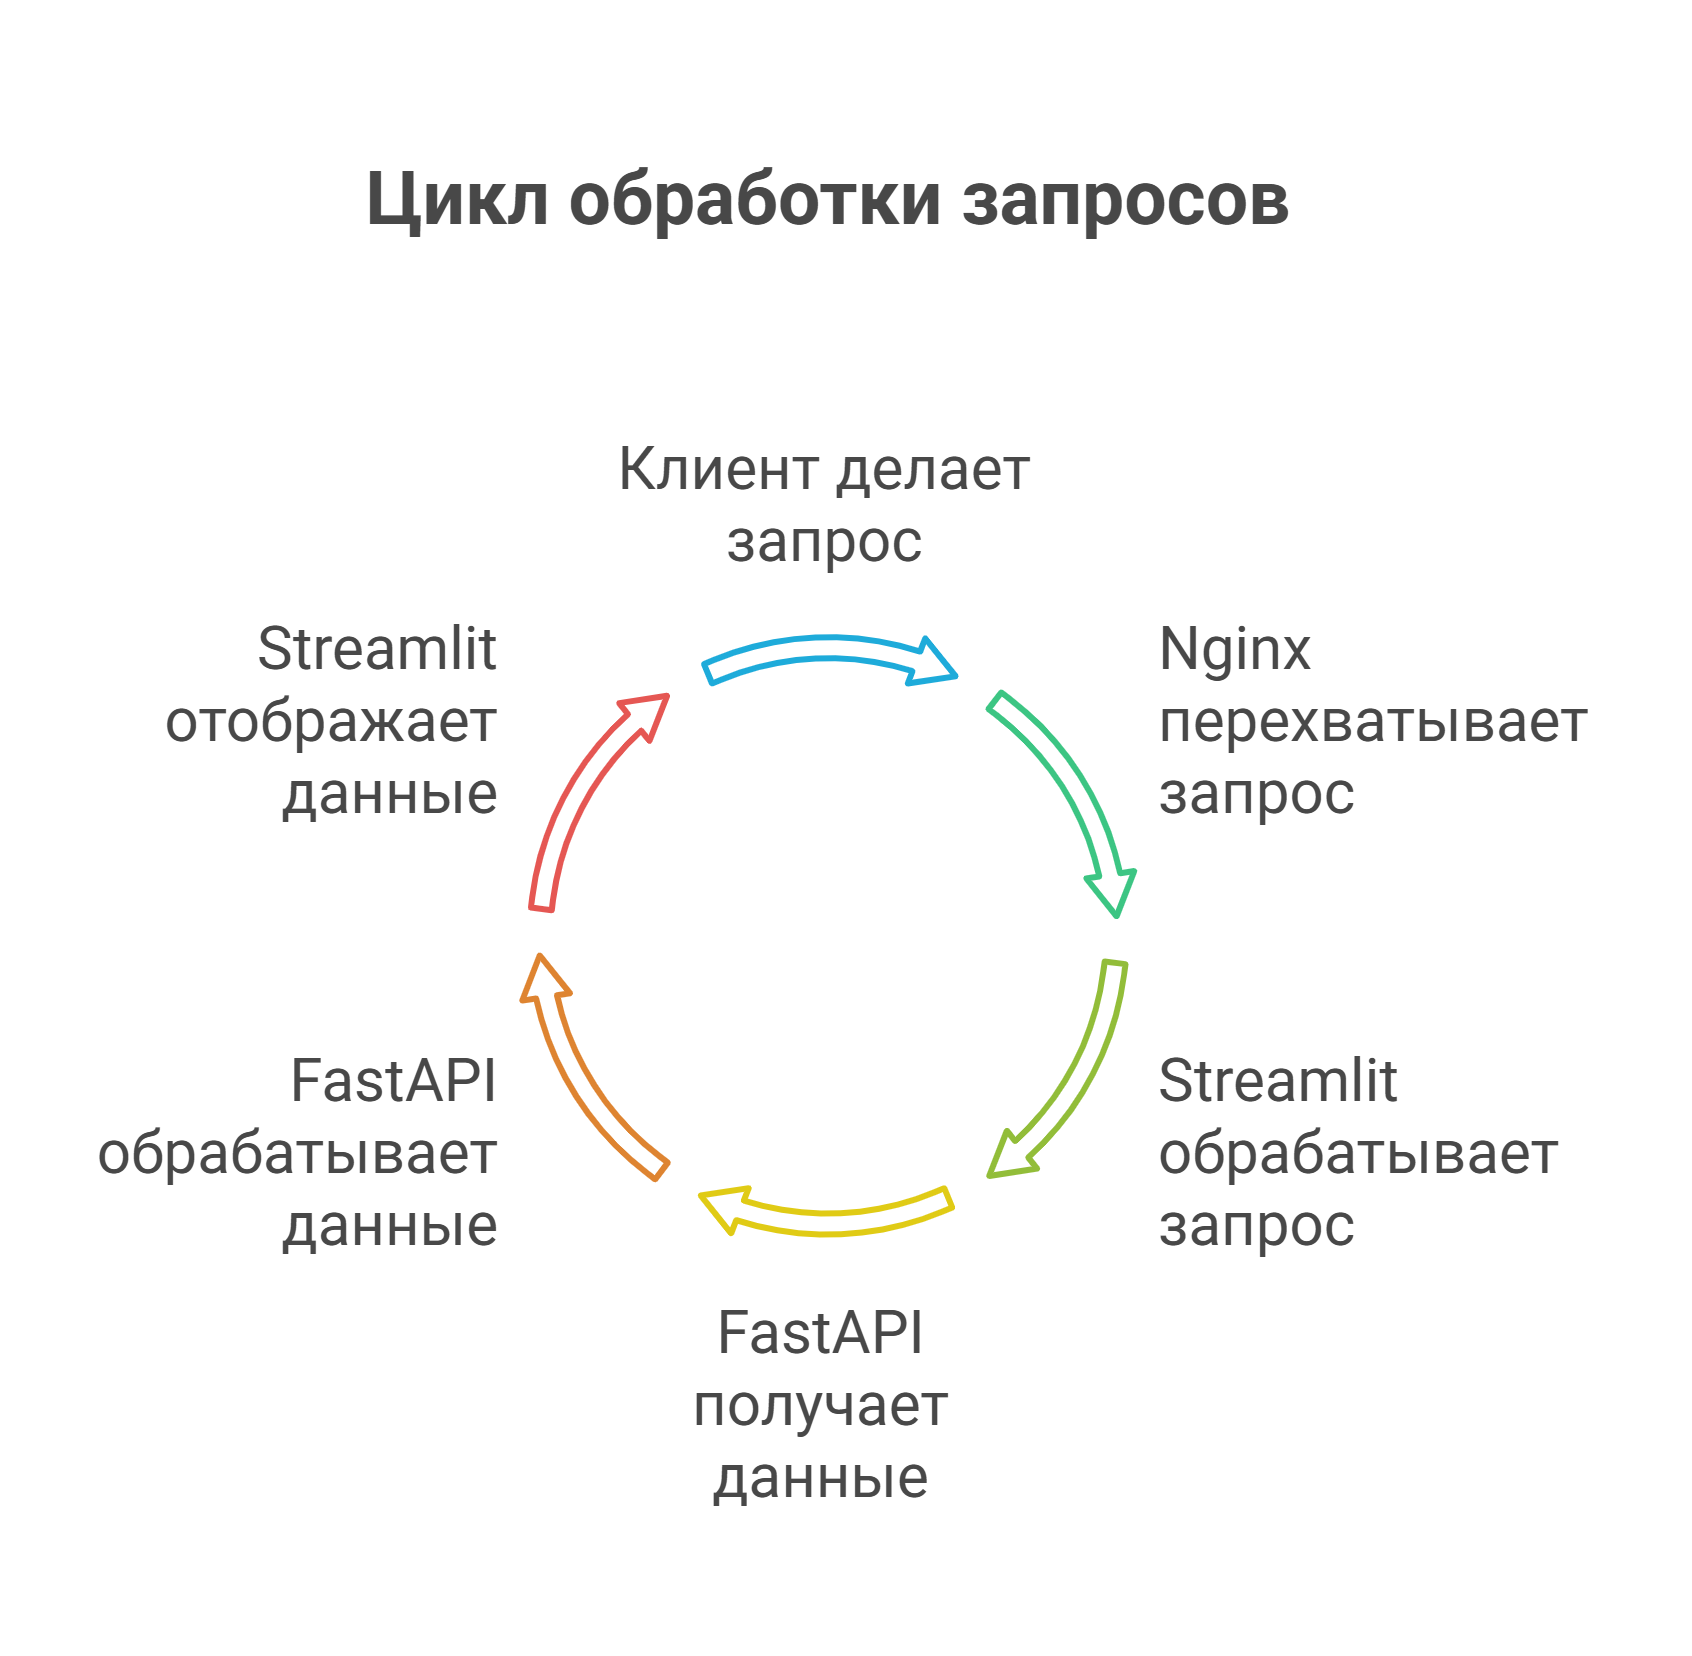 Цикл обработки запросов
Клиент делает
запрос
Nginx
перехватывает
запрос
Streamlit
обрабатывает
запрос
FastAPI
получает
данные
FastAPI
обрабатывает
данные
Streamlit
отображает
данные